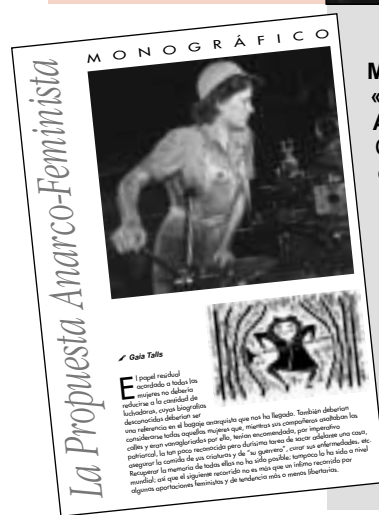 MONOGRÁFICO
La Propuesta Anarco-Feminista
Gaia Talls
El papel residual
acordado a todas las
mujeres no debería
reducirse a la cantidad de
luchadoras, cuyas biografías
desconocidas deberían ser
una referencia en el bagaje anarquista que nos ha llegado. También deberían
considerarse todas aquellas mujeres que, mientras sus compañeros asaltaban las
calles y eran vanagloriados por ello, tenían encomendada, por imperativo
patriarcal, la tan poco reconocida pero durísima tarea de sacar adelante una casa,
asegurar la comida de sus criaturas y de "su guerrero", curar sus enfermedades, etc.
Recuperar la memoria de todas ellas no ha sido posible; tampoco lo ha sido a nivel
mundial; así que el siguiente recorrido no es más que un ínfimo recorrido por
algunas aportaciones feministas y de tendencia más o menos libertarias.
M
«
A